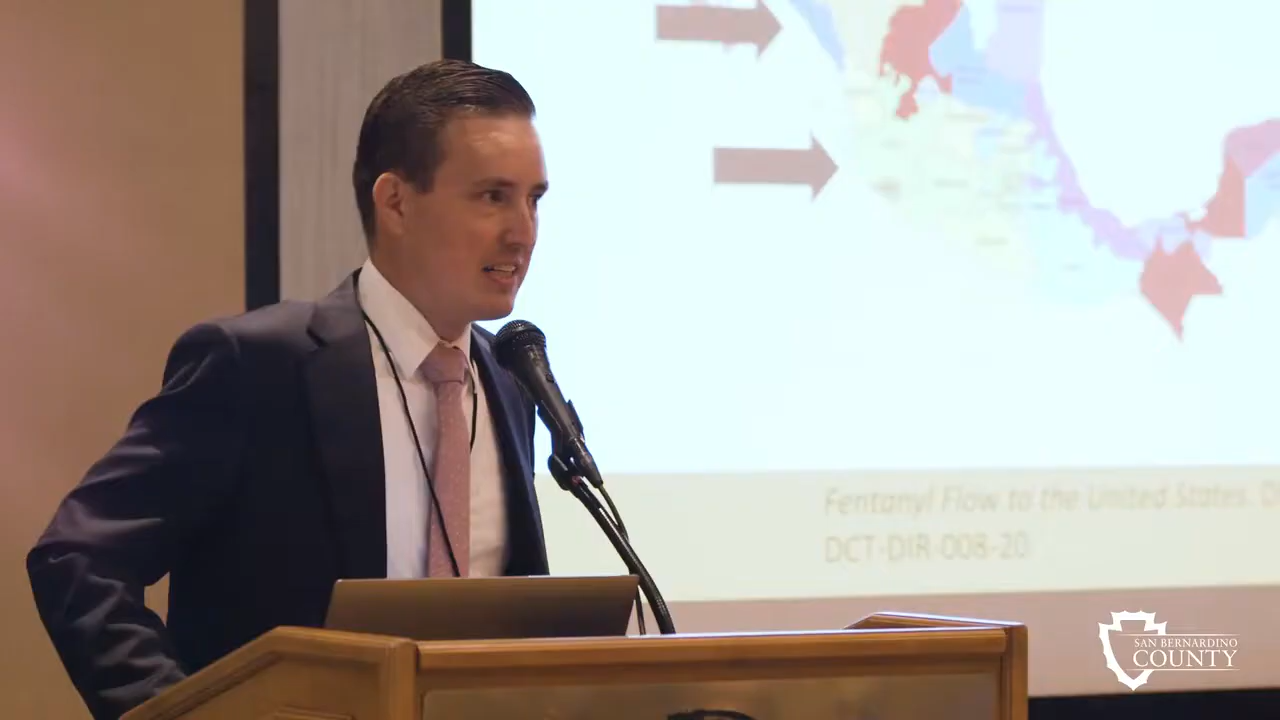 Fentanyl Flow to the United States. D
DCT-DIR-008-20
SAN BERNARDINO
COUNTY